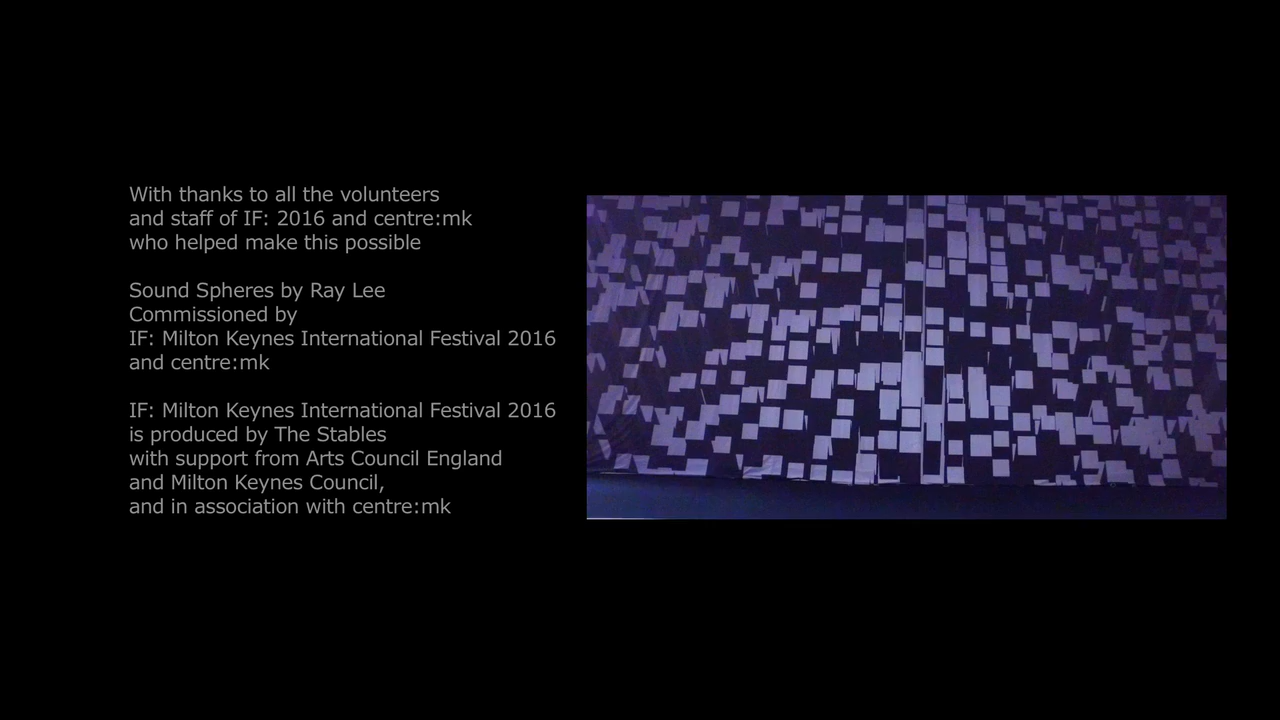 With thanks to all the volunteers
and staff of IF: 2016 and centre:mk
who helped make this possible
Sound Spheres by Ray Lee
Commissioned by
IF: Milton Keynes International Festival 2016
and centre:mk
IF: Milton Keynes International Festival 2016
is produced by The Stables
with support from Arts Council England
and Milton Keynes Council,
and in association with centre:mk